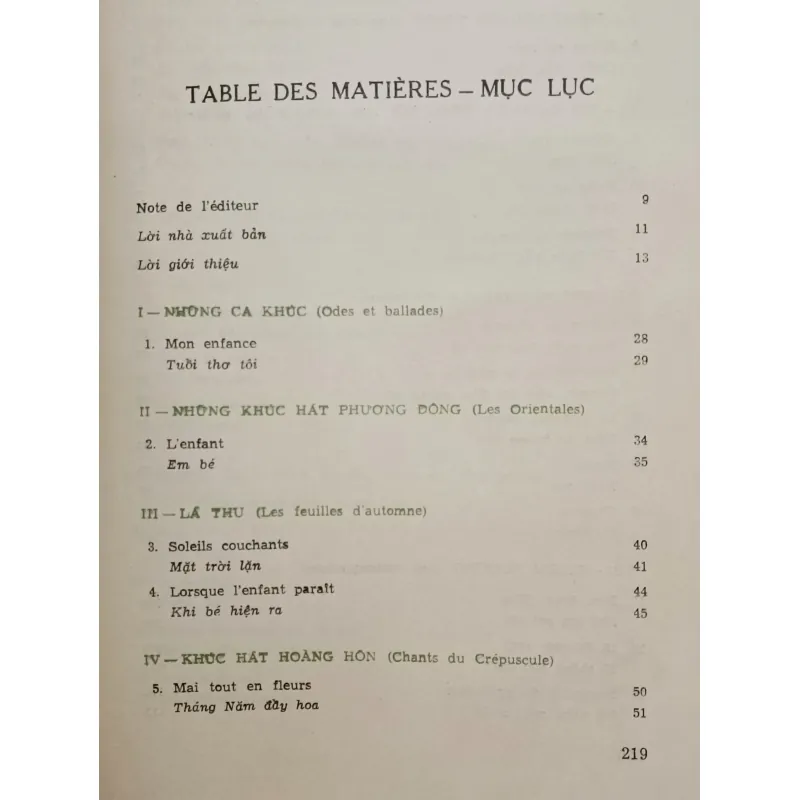 TABLE DES MATIÈRES — MỤC LỤC
Note de l'éditeur 9
Lời nhà xuất bản 11
Lời giới thiệu 13
I — NHỮNG CA KHÚC (Odes et ballades)
1. Mon enfance 28
Tuổi thơ tôi 29
II — NHỮNG KHÚC HÁT PHƯƠNG ĐÔNG (Les Orientales)
2. L'enfant 34
Em bé 35
III — LÁ THU (Les feuilles d'automne)
3. Soleils couchants 40
Mặt trời lặn 41
4. Lorsque l'enfant paraît 44
Khi bé hiện ra 45
IV — KHÚC HÁT HOÀNG HÔN (Chants du Crépuscule)
5. Mai tout en fleurs 50
Tháng Năm đầy hoa 51
219